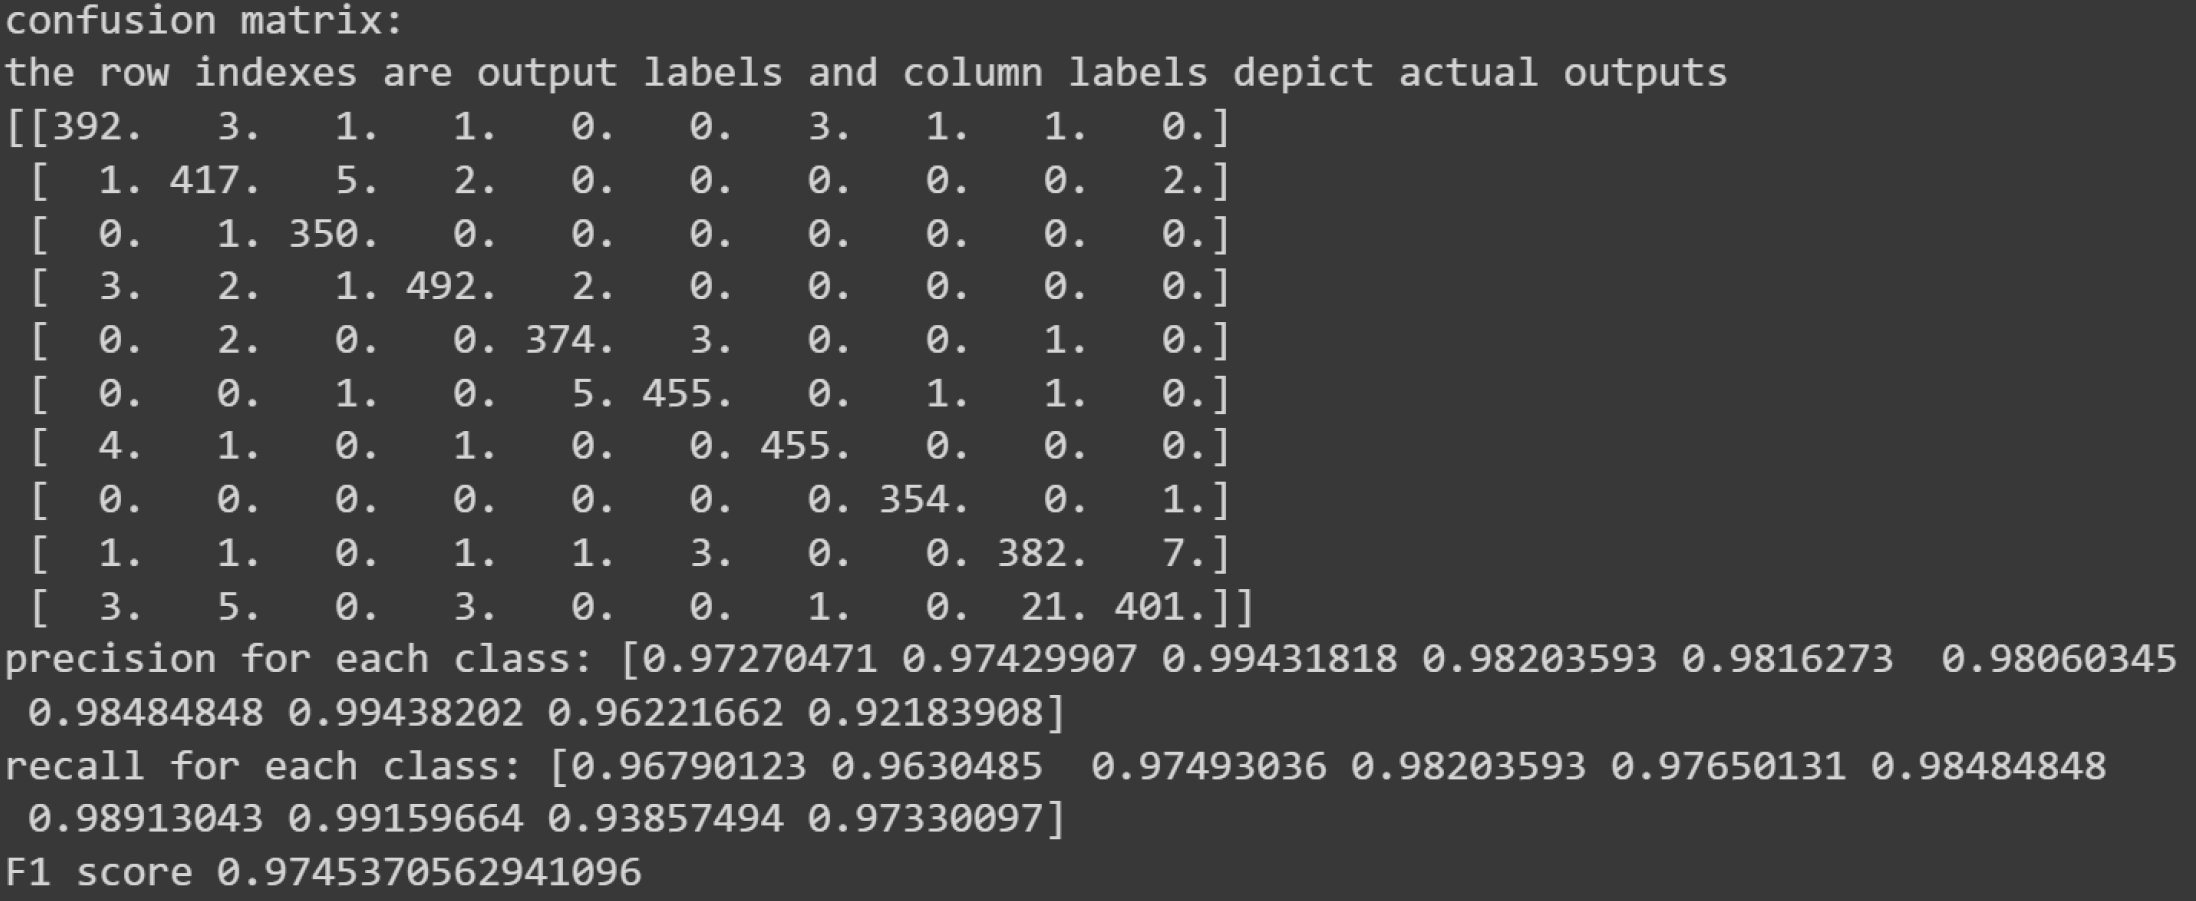 confusion matrix:
the row indexes are output labels and column labels depict actual outputs
[[392.   3.   1.   1.   0.   0.   3.   1.   1.   0.]
 [  1. 417.   5.   2.   0.   0.   0.   0.   0.   2.]
 [  0.   1. 350.   0.   0.   0.   0.   0.   0.   0.]
 [  3.   2.   1. 492.   2.   0.   0.   0.   0.   0.]
 [  0.   2.   0.   0. 374.   3.   0.   0.   1.   0.]
 [  0.   0.   1.   0.   5. 455.   0.   1.   1.   0.]
 [  4.   1.   0.   1.   0.   0. 455.   0.   0.   0.]
 [  0.   0.   0.   0.   0.   0.   0. 354.   0.   1.]
 [  1.   1.   0.   1.   1.   3.   0.   0. 382.   7.]
 [  3.   5.   0.   3.   0.   0.   1.   0.  21. 401.]]
precision for each class: [0.97270471 0.97429907 0.99431818 0.98203593 0.9816273  0.98060345
 0.98484848 0.99438202 0.96221662 0.92183908]
recall for each class: [0.96790123 0.9630485  0.97493036 0.98203593 0.97650131 0.98484848
 0.98913043 0.99159664 0.93857494 0.97330097]
F1 score 0.9745370562941096